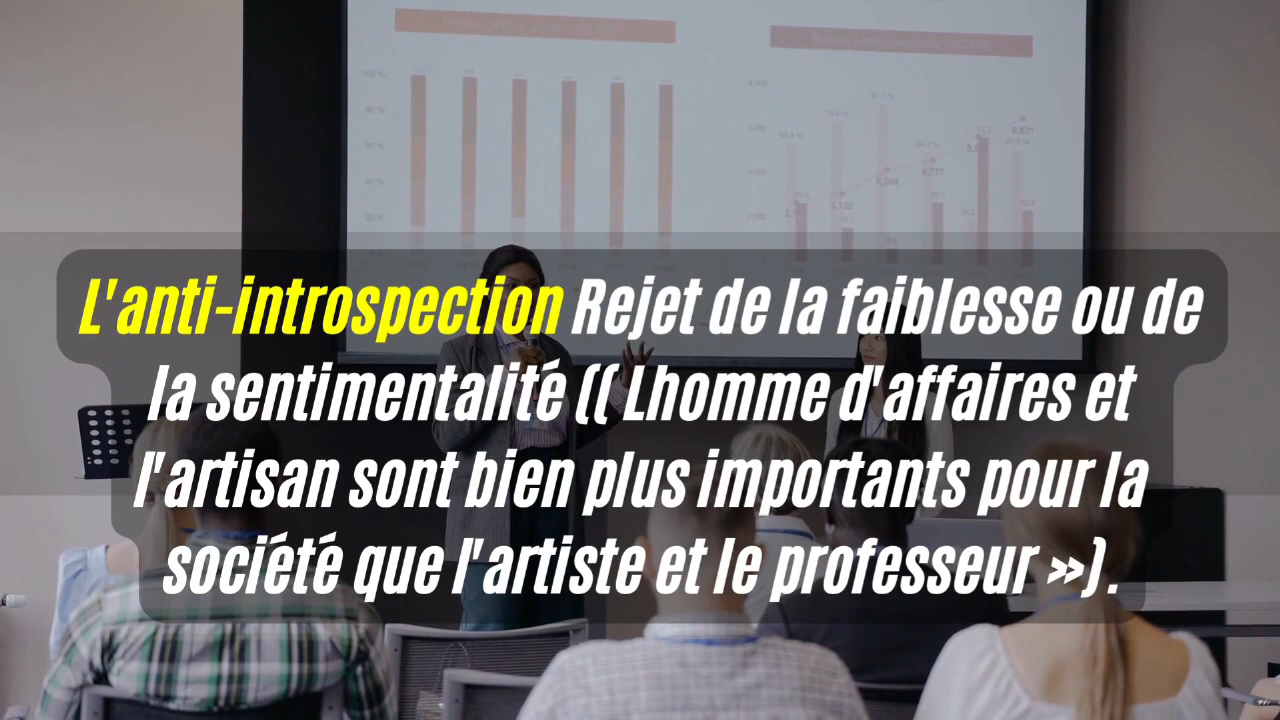 L'anti-introspection Rejet de la faiblesse ou de
la sentimentalité (( Lhomme d'affaires et
l'artisan sont bien plus importants pour la
société que l'artiste et le professeur »).